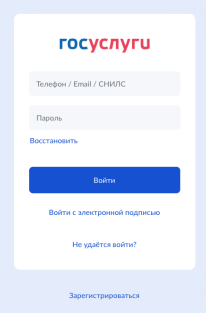 госуслуги
Телефон / Email / СНИЛС
Пароль
Восстановить
Войти
Войти с электронной подписью
Не удаётся войти?
Зарегистрироваться